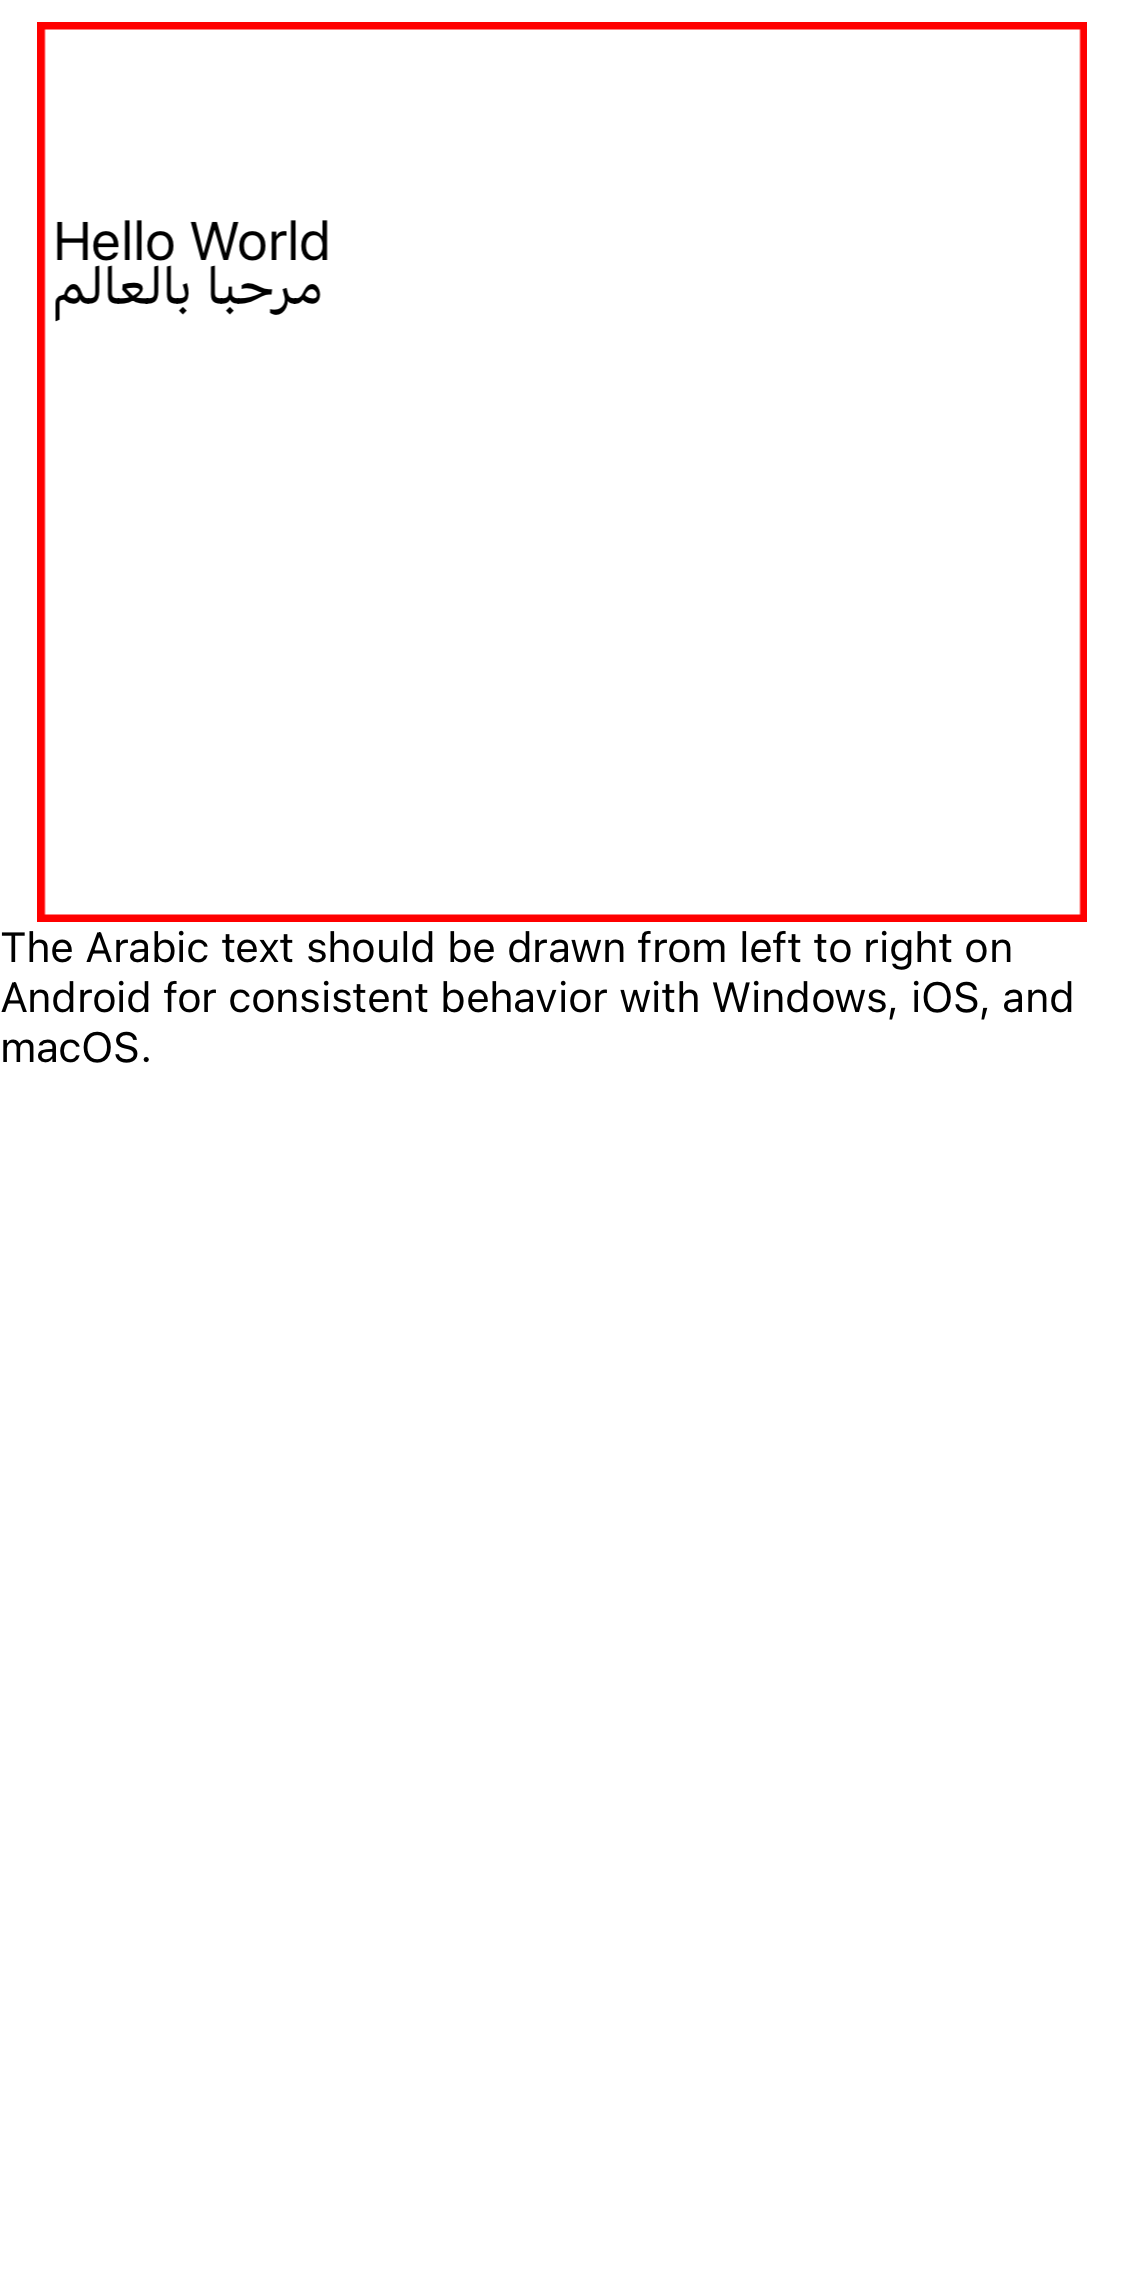 Hello World
مرحبا بالعالم
The Arabic text should be drawn from left to right on
Android for consistent behavior with Windows, iOS, and
macOS.